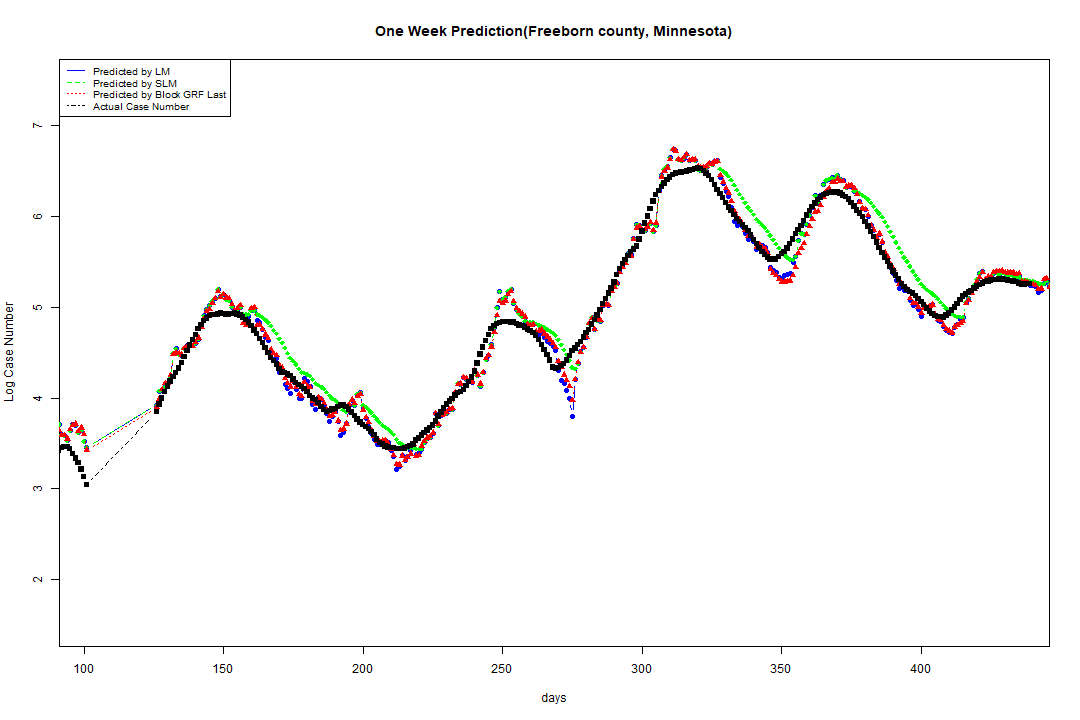 One Week Prediction(Freeborn county, Minnesota)
Predicted by LM
Predicted by SLM
Predicted by Block GRF Last
Actual Case Number
Log Case Number
7
6
5
4
3
2
100 150 200 250 300 350 400
days